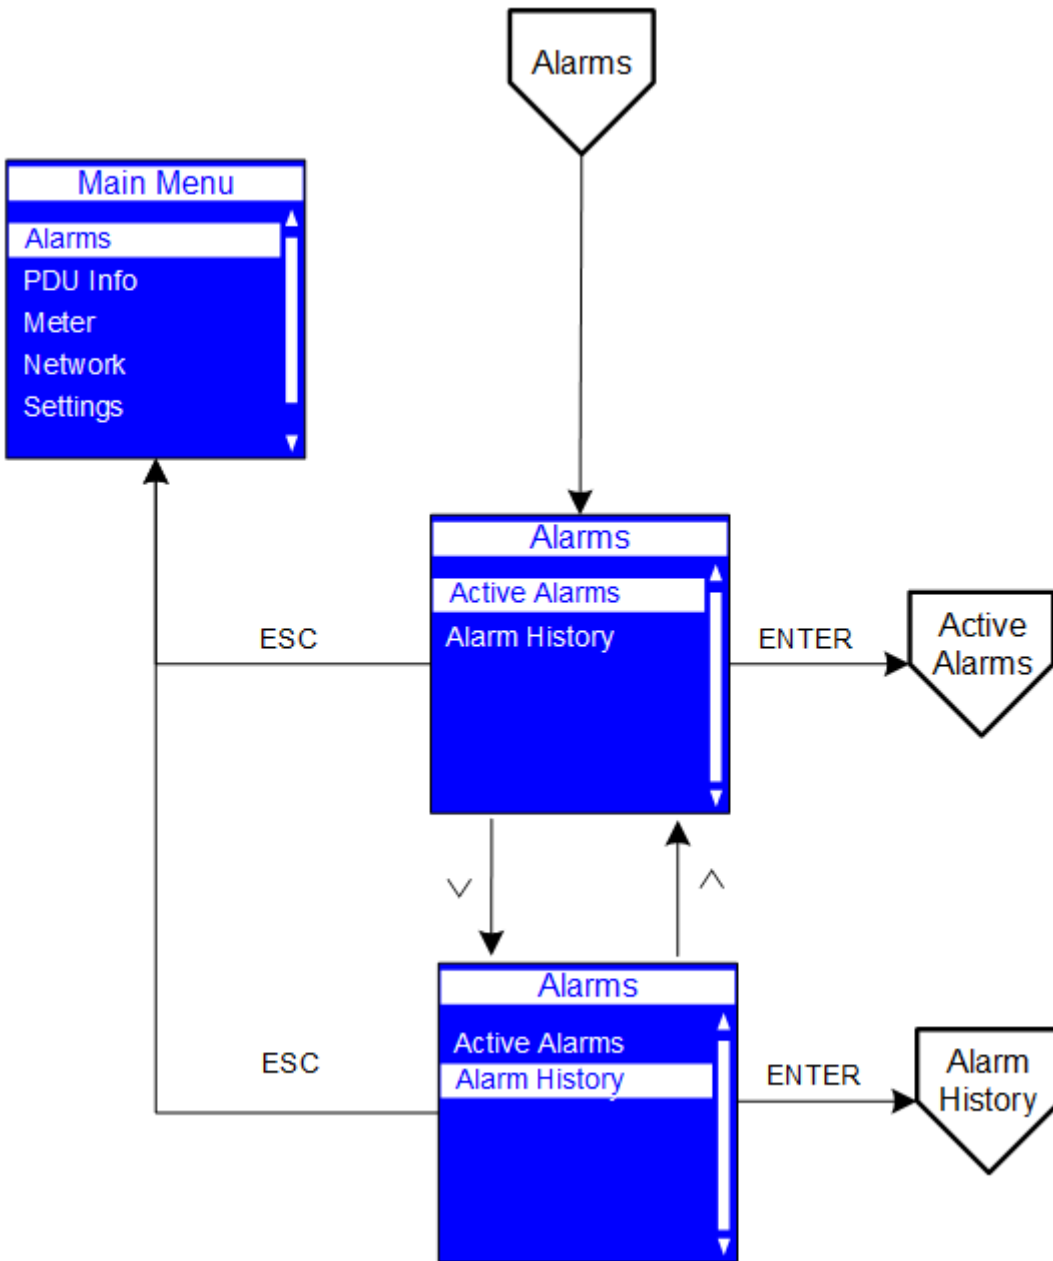 Alarms
Main Menu
Alarms
PDU Info
Meter
Network
Settings
Alarms
Active Alarms
Alarm History
ESC
ENTER
Active
Alarms
Alarms
Active Alarms
Alarm History
ESC
ENTER
Alarm
History